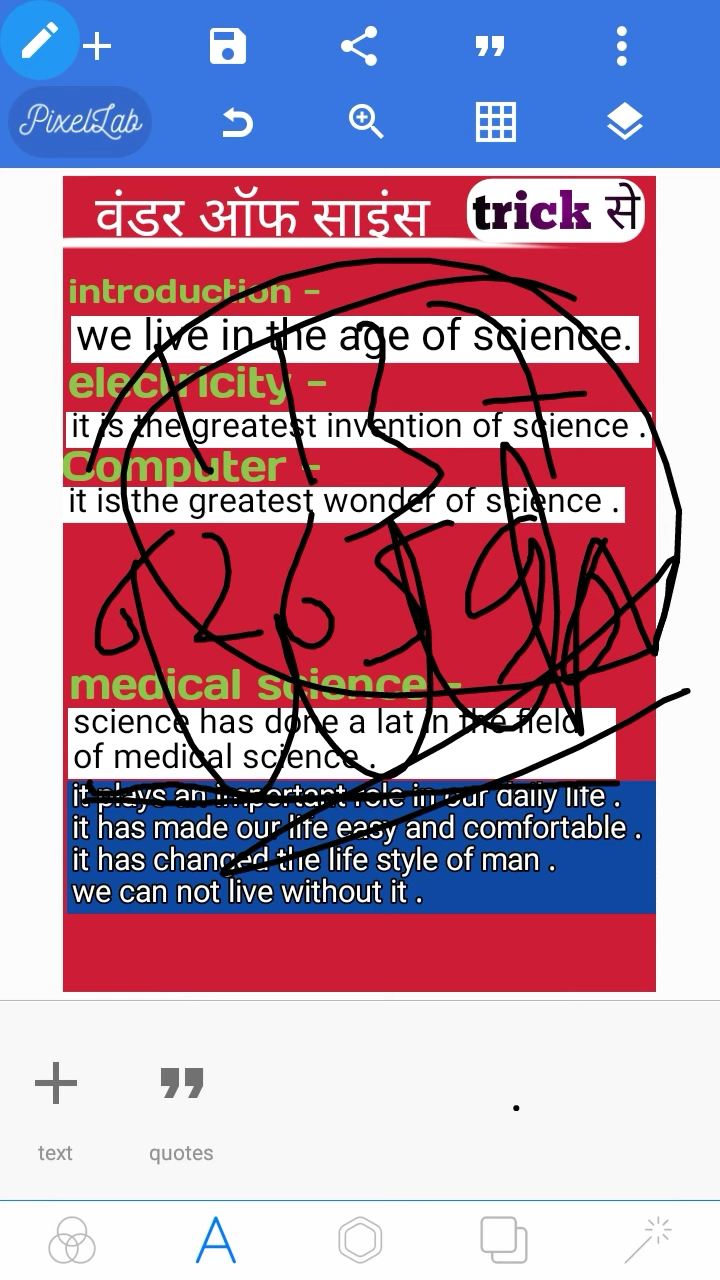 PixelLab
वंडर ऑफ साइंस trick से
introduction -
we live in the age of science.
electricity -
it is the greatest invention of science .
Computer -
it is the greatest wonder of science .
medical science -
science has done a lat in the field
of medical science .
it plays an important role in our daily life .
it has made our life easy and comfortable .
it has changed the life style of man .
we can not live without it .
text quotes